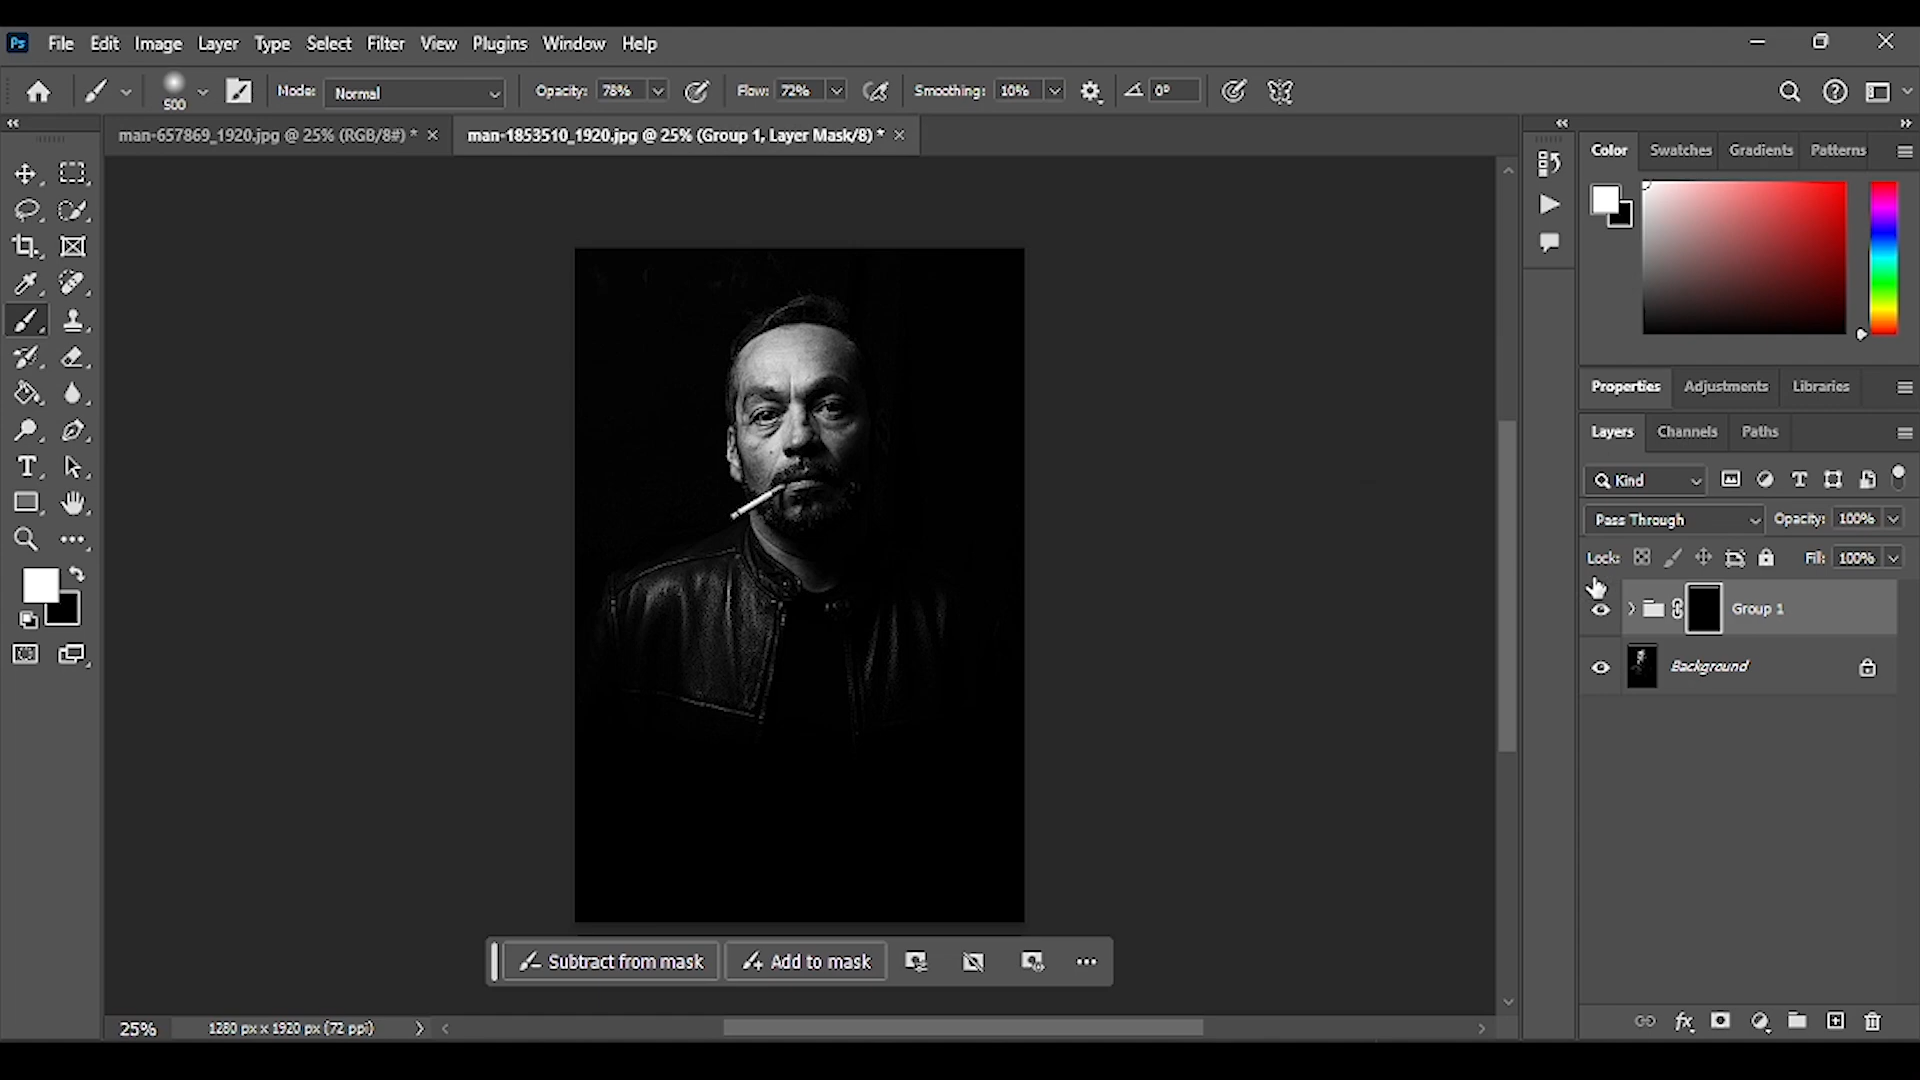 Ps File Edit Image Layer Type Select Filter View Plugins Window Help
500 Mode: Normal Opacity: 78% Flow: 72% Smoothing: 10% 0°
man-657869_1920.jpg @ 25% (RGB/8#) * man-1853510_1920.jpg @ 25% (Group 1, Layer Mask/8) *
Color Swatches Gradients Patterns
Properties Adjustments Libraries
Layers Channels Paths
Kind
Pass Through Opacity: 100%
Lock: Fill: 100%
Group 1
Background
Subtract from mask Add to mask
25% 1280 px x 1920 px (72 ppi)
fx